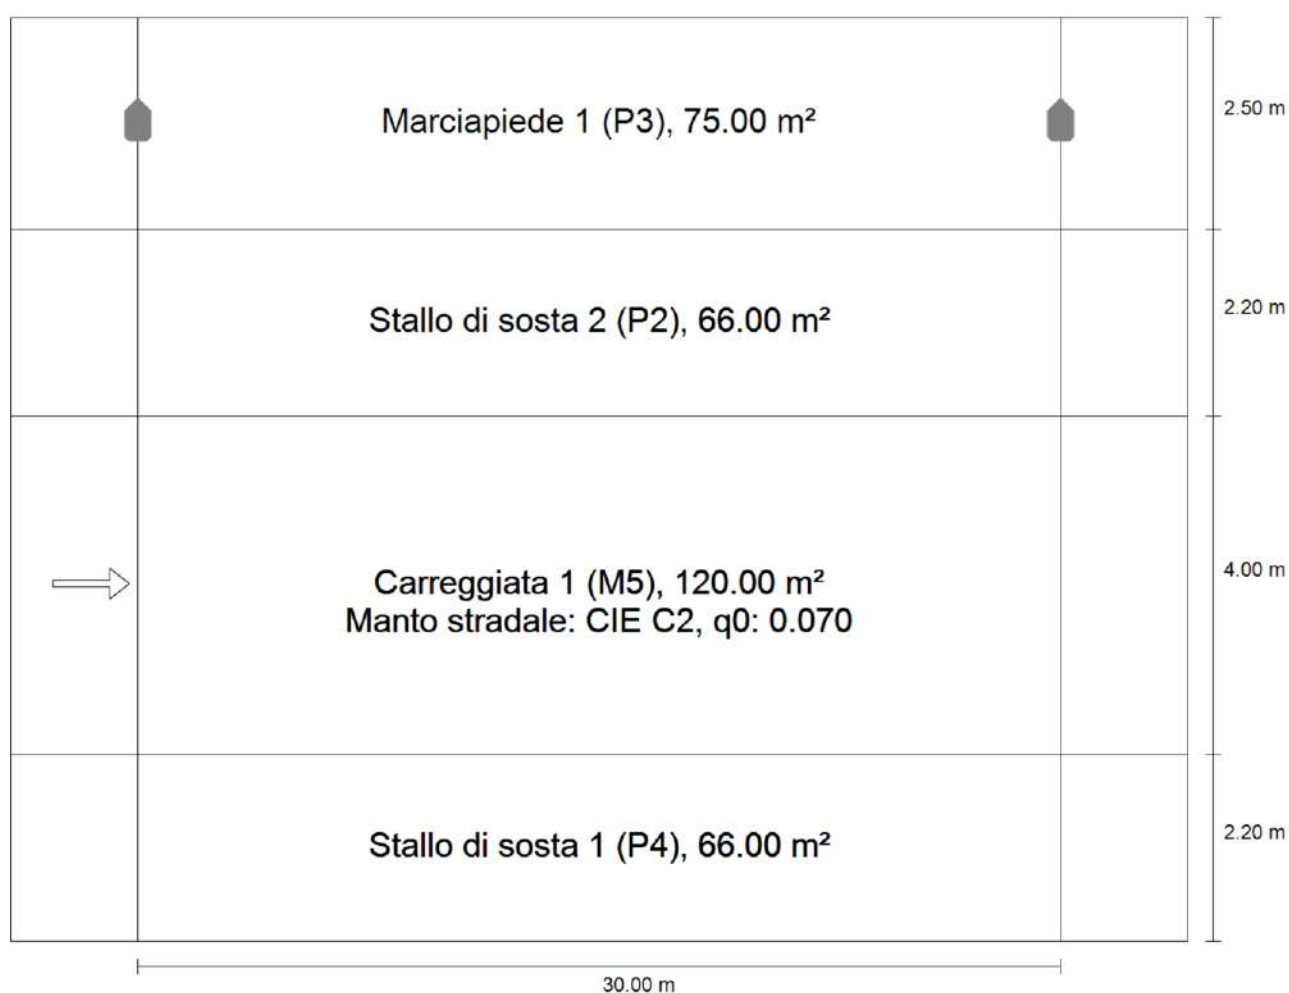 Marciapiede 1 (P3), 75.00 m²
2.50 m
Stallo di sosta 2 (P2), 66.00 m²
2.20 m
Carreggiata 1 (M5), 120.00 m²
Manto stradale: CIE C2, q0: 0.070
4.00 m
Stallo di sosta 1 (P4), 66.00 m²
2.20 m
30.00 m